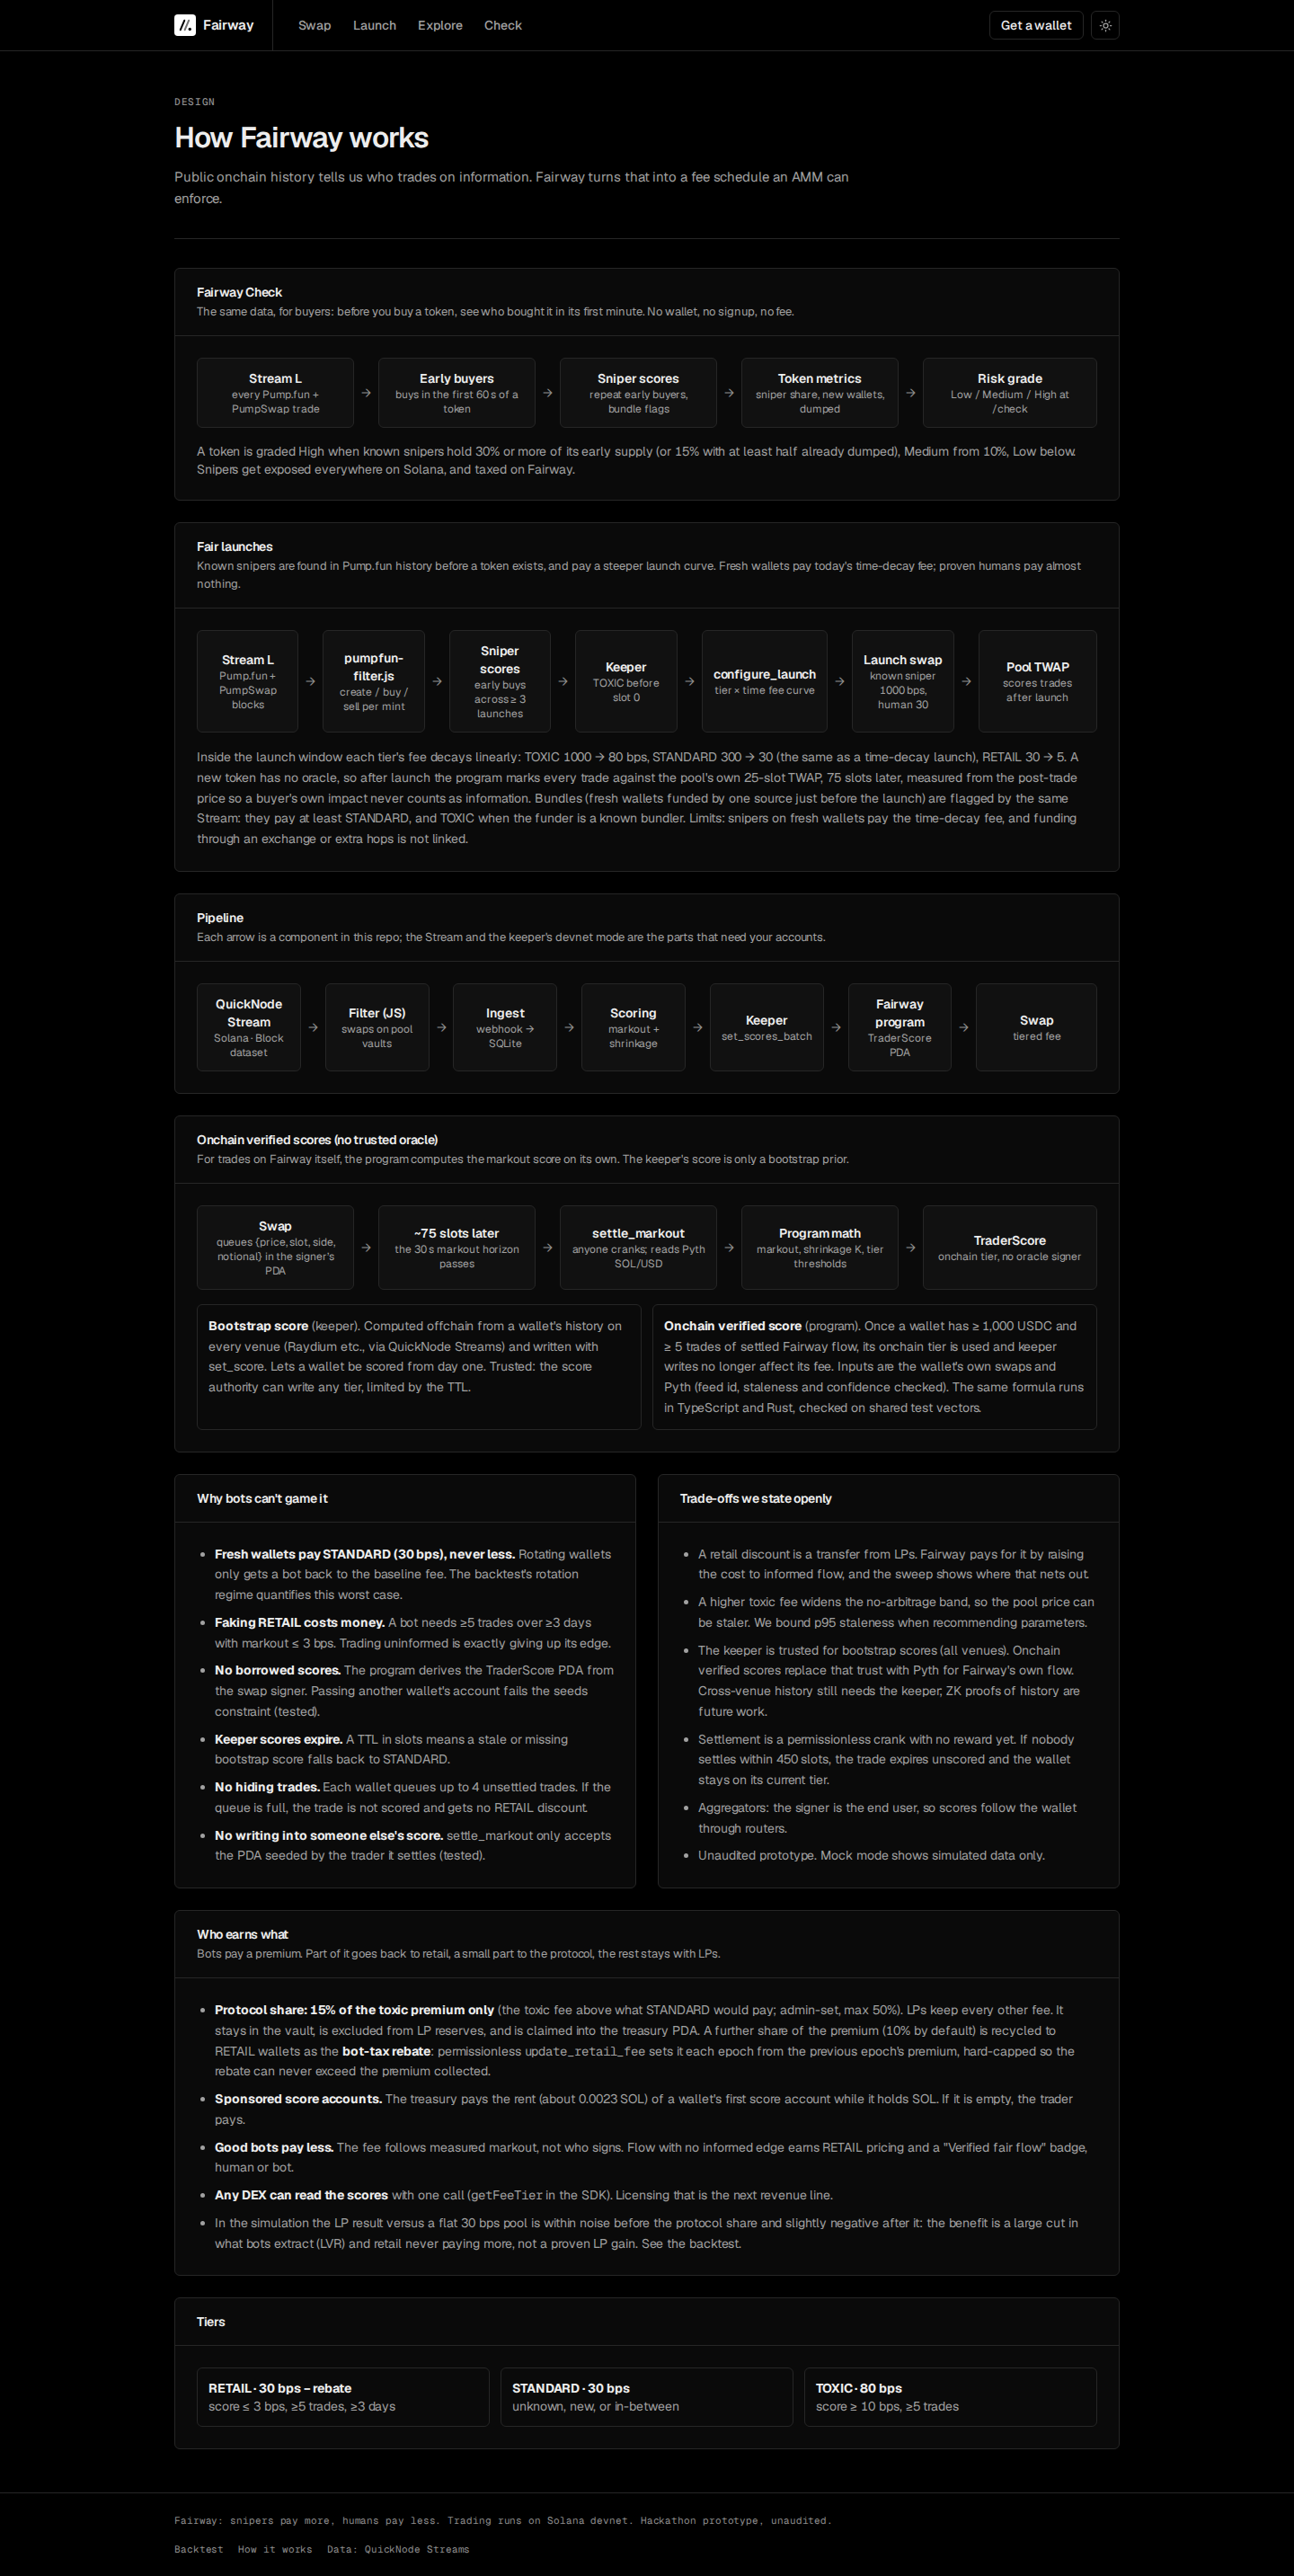 Fairway
Swap
Launch
Explore
Check
Get a wallet
DESIGN
How Fairway works
Public onchain history tells us who trades on information. Fairway turns that into a fee schedule an AMM can
enforce.
Fairway Check
The same data, for buyers: before you buy a token, see who bought it in its first minute. No wallet, no signup, no fee.
Stream L
every Pump.fun +
PumpSwap trade
→
Early buyers
buys in the first 60 s of a
token
→
Sniper scores
repeat early buyers,
bundle flags
→
Token metrics
sniper share, new wallets,
dumped
→
Risk grade
Low / Medium / High at
/check
A token is graded High when known snipers hold 30% or more of its early supply (or 15% with at least half already dumped), Medium from 10%, Low below.
Snipers get exposed everywhere on Solana, and taxed on Fairway.
Fair launches
Known snipers are found in Pump.fun history before a token exists, and pay a steeper launch curve. Fresh wallets pay today's time-decay fee; proven humans pay almost
nothing.
Stream L
Pump.fun +
PumpSwap
blocks
→
pumpfun-
filter.js
create / buy /
sell per mint
→
Sniper
scores
early buys
across ≥ 3
launches
→
Keeper
TOXIC before
slot 0
→
configure_launch
tier × time fee curve
→
Launch swap
known sniper
1000 bps,
human 30
→
Pool TWAP
scores trades
after launch
Inside the launch window each tier's fee decays linearly: TOXIC 1000 → 80 bps, STANDARD 300 → 30 (the same as a time-decay launch), RETAIL 30 → 5. A
new token has no oracle, so after launch the program marks every trade against the pool's own 25-slot TWAP, 75 slots later, measured from the post-trade
price so a buyer's own impact never counts as information. Bundles (fresh wallets funded by one source just before the launch) are flagged by the same
Stream: they pay at least STANDARD, and TOXIC when the funder is a known bundler. Limits: snipers on fresh wallets pay the time-decay fee, and funding
through an exchange or extra hops is not linked.
Pipeline
Each arrow is a component in this repo; the Stream and the keeper's devnet mode are the parts that need your accounts.
QuickNode
Stream
Solana · Block
dataset
→
Filter (JS)
swaps on pool
vaults
→
Ingest
webhook →
SQLite
→
Scoring
markout +
shrinkage
→
Keeper
set_scores_batch
→
Fairway
program
TraderScore
PDA
→
Swap
tiered fee
Onchain verified scores (no trusted oracle)
For trades on Fairway itself, the program computes the markout score on its own. The keeper's score is only a bootstrap prior.
Swap
queues {price, slot, side,
notional} in the signer's
PDA
→
~75 slots later
the 30 s markout horizon
passes
→
settle_markout
anyone cranks; reads Pyth
SOL/USD
→
Program math
markout, shrinkage K, tier
thresholds
→
TraderScore
onchain tier, no oracle signer
Bootstrap score (keeper). Computed offchain from a wallet's history on
every venue (Raydium etc., via QuickNode Streams) and written with
set_score. Lets a wallet be scored from day one. Trusted: the score
authority can write any tier, limited by the TTL.
Onchain verified score (program). Once a wallet has ≥ 1,000 USDC and
≥ 5 trades of settled Fairway flow, its onchain tier is used and keeper
writes no longer affect its fee. Inputs are the wallet's own swaps and
Pyth (feed id, staleness and confidence checked). The same formula runs
in TypeScript and Rust, checked on shared test vectors.
Why bots can't game it
• Fresh wallets pay STANDARD (30 bps), never less. Rotating wallets
only gets a bot back to the baseline fee. The backtest's rotation
regime quantifies this worst case.
• Faking RETAIL costs money. A bot needs ≥5 trades over ≥3 days
with markout ≤ 3 bps. Trading uninformed is exactly giving up its edge.
• No borrowed scores. The program derives the TraderScore PDA from
the swap signer. Passing another wallet's account fails the seeds
constraint (tested).
• Keeper scores expire. A TTL in slots means a stale or missing
bootstrap score falls back to STANDARD.
• No hiding trades. Each wallet queues up to 4 unsettled trades. If the
queue is full, the trade is not scored and gets no RETAIL discount.
• No writing into someone else's score. settle_markout only accepts
the PDA seeded by the trader it settles (tested).
Trade-offs we state openly
• A retail discount is a transfer from LPs. Fairway pays for it by raising
the cost to informed flow, and the sweep shows where that nets out.
• A higher toxic fee widens the no-arbitrage band, so the pool price can
be staler. We bound p95 staleness when recommending parameters.
• The keeper is trusted for bootstrap scores (all venues). Onchain
verified scores replace that trust with Pyth for Fairway's own flow.
Cross-venue history still needs the keeper; ZK proofs of history are
future work.
• Settlement is a permissionless crank with no reward yet. If nobody
settles within 450 slots, the trade expires unscored and the wallet
stays on its current tier.
• Aggregators: the signer is the end user, so scores follow the wallet
through routers.
• Unaudited prototype. Mock mode shows simulated data only.
Who earns what
Bots pay a premium. Part of it goes back to retail, a small part to the protocol, the rest stays with LPs.
• Protocol share: 15% of the toxic premium only (the toxic fee above what STANDARD would pay; admin-set, max 50%). LPs keep every other fee. It
stays in the vault, is excluded from LP reserves, and is claimed into the treasury PDA. A further share of the premium (10% by default) is recycled to
RETAIL wallets as the bot-tax rebate: permissionless update_retail_fee sets it each epoch from the previous epoch's premium, hard-capped so the
rebate can never exceed the premium collected.
• Sponsored score accounts. The treasury pays the rent (about 0.0023 SOL) of a wallet's first score account while it holds SOL. If it is empty, the trader
pays.
• Good bots pay less. The fee follows measured markout, not who signs. Flow with no informed edge earns RETAIL pricing and a "Verified fair flow" badge,
human or bot.
• Any DEX can read the scores with one call (getFeeTier in the SDK). Licensing that is the next revenue line.
• In the simulation the LP result versus a flat 30 bps pool is within noise before the protocol share and slightly negative after it: the benefit is a large cut in
what bots extract (LVR) and retail never paying more, not a proven LP gain. See the backtest.
Tiers
RETAIL · 30 bps − rebate
score ≤ 3 bps, ≥5 trades, ≥3 days
STANDARD · 30 bps
unknown, new, or in-between
TOXIC · 80 bps
score ≥ 10 bps, ≥5 trades
Fairway: snipers pay more, humans pay less. Trading runs on Solana devnet. Hackathon prototype, unaudited.
Backtest
How it works
Data: QuickNode Streams